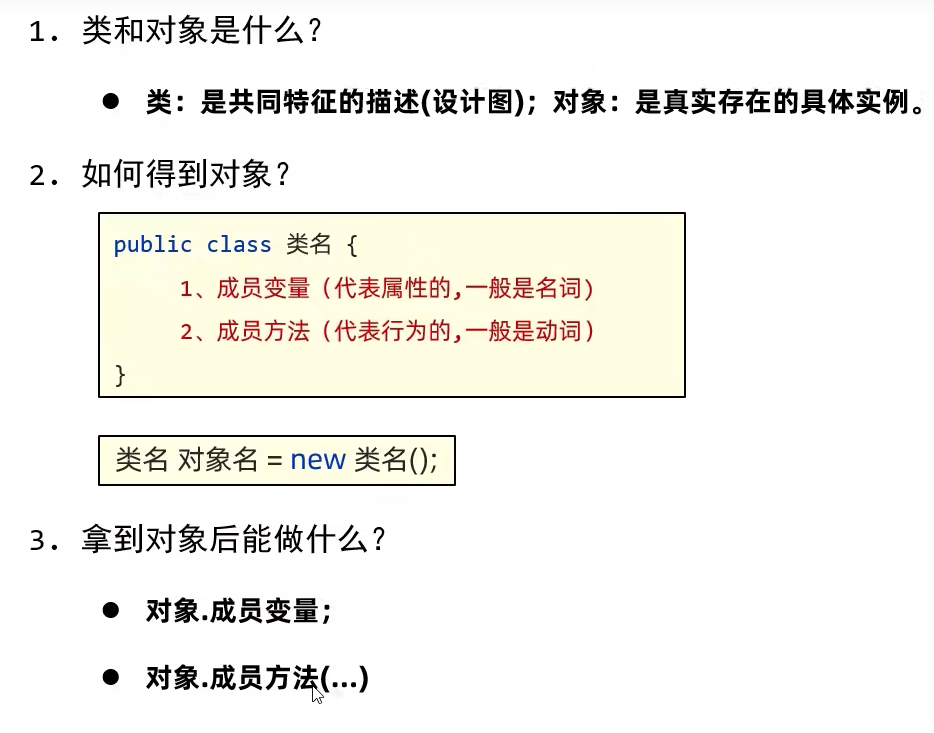 1. 类和对象是什么?
● 类：是共同特征的描述(设计图)；对象：是真实存在的具体实例。
2. 如何得到对象?
public class 类名 {
1、成员变量（代表属性的,一般是名词）
2、成员方法（代表行为的,一般是动词）
}
类名 对象名 = new 类名();
3. 拿到对象后能做什么?
● 对象.成员变量;
● 对象.成员方法(...)